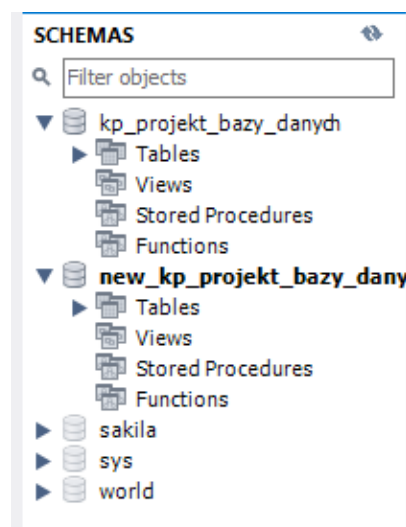 SCHEMAS
Filter objects
kp_projekt_bazy_danych
Tables
Views
Stored Procedures
Functions
new_kp_projekt_bazy_dany
Tables
Views
Stored Procedures
Functions
sakila
sys
world